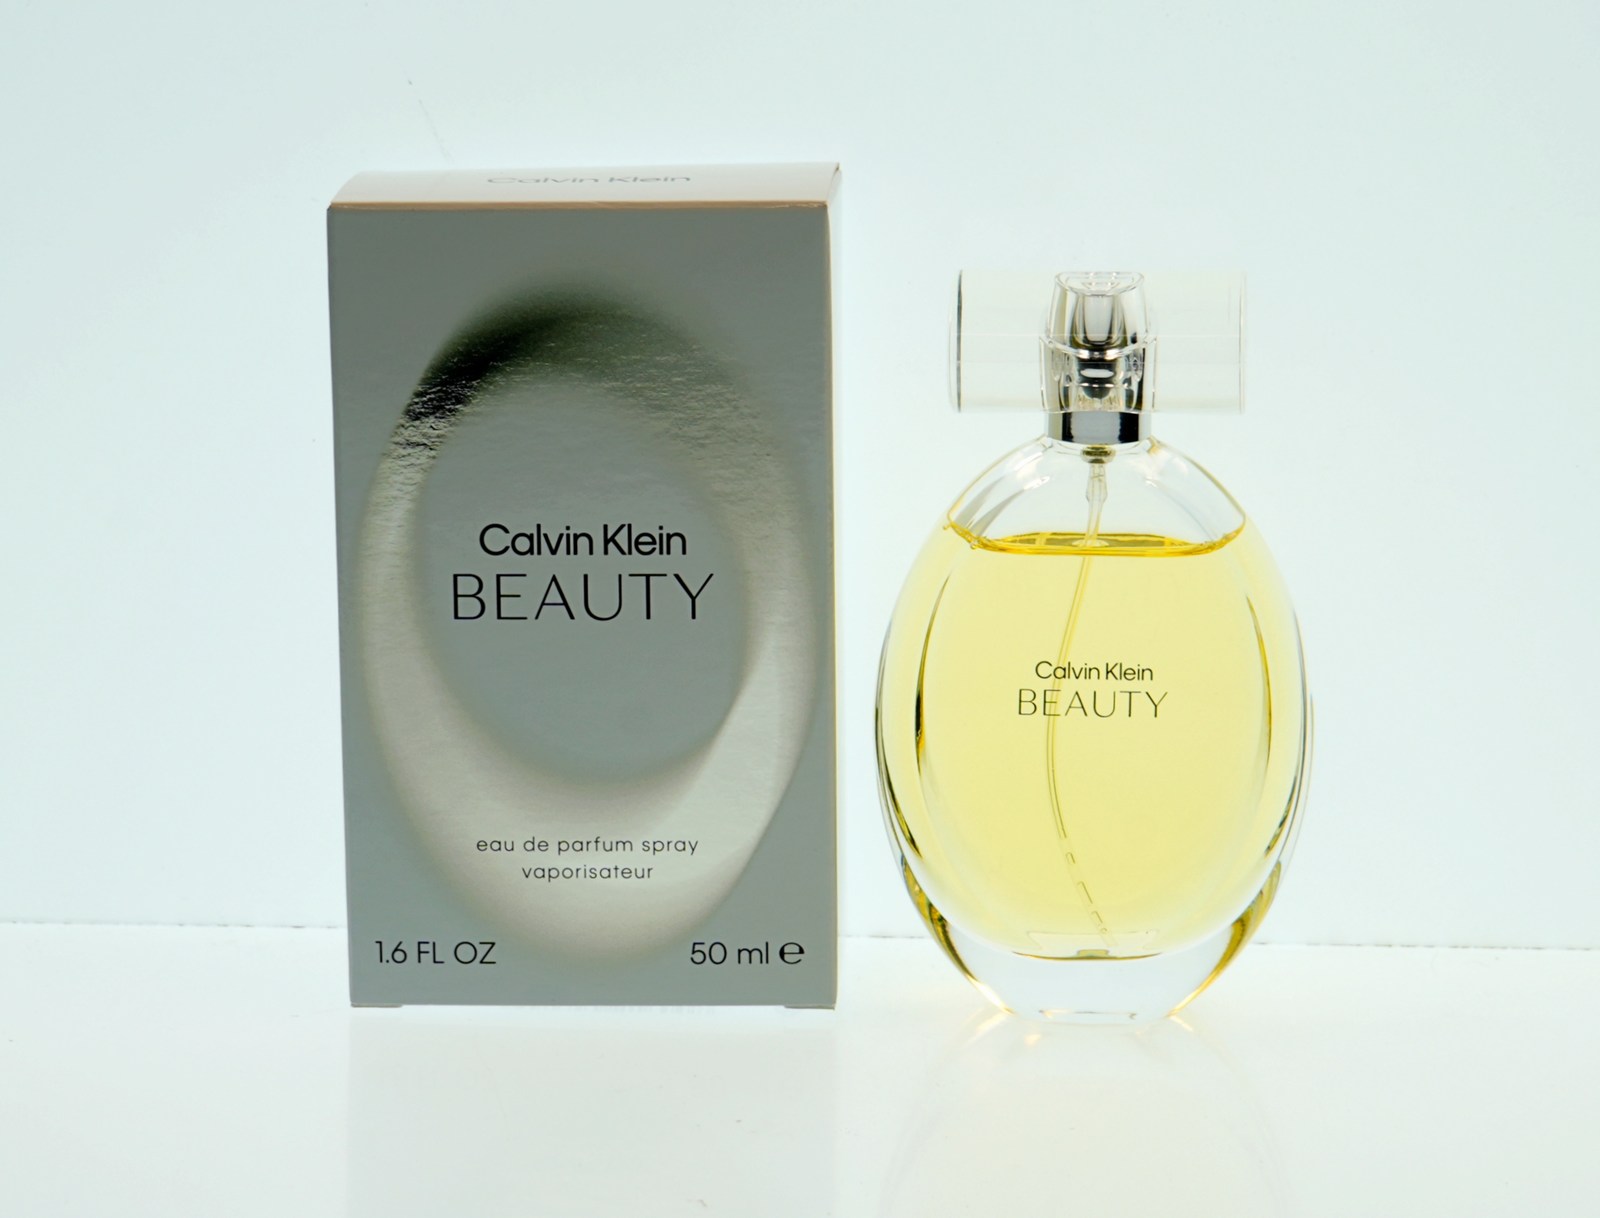 Calvin Klein
Calvin Klein
BEAUTY
eau de parfum spray
vaporisateur
1.6 FL OZ 50 ml e
Calvin Klein
BEAUTY